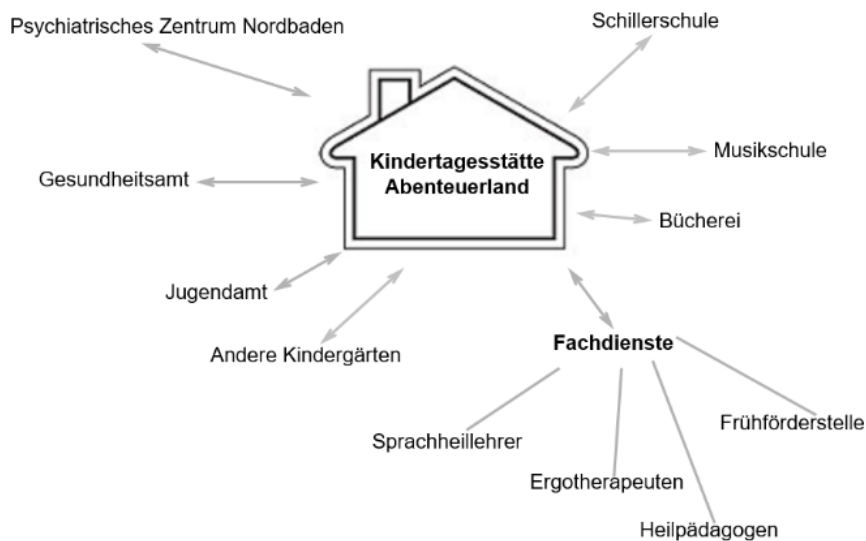 Psychiatrisches Zentrum Nordbaden
Schillerschule
Kindertagesstätte
Abenteuerland
Musikschule
Gesundheitsamt
Bücherei
Jugendamt
Andere Kindergärten
Fachdienste
Frühförderstelle
Sprachheillehrer
Ergotherapeuten
Heilpädagogen